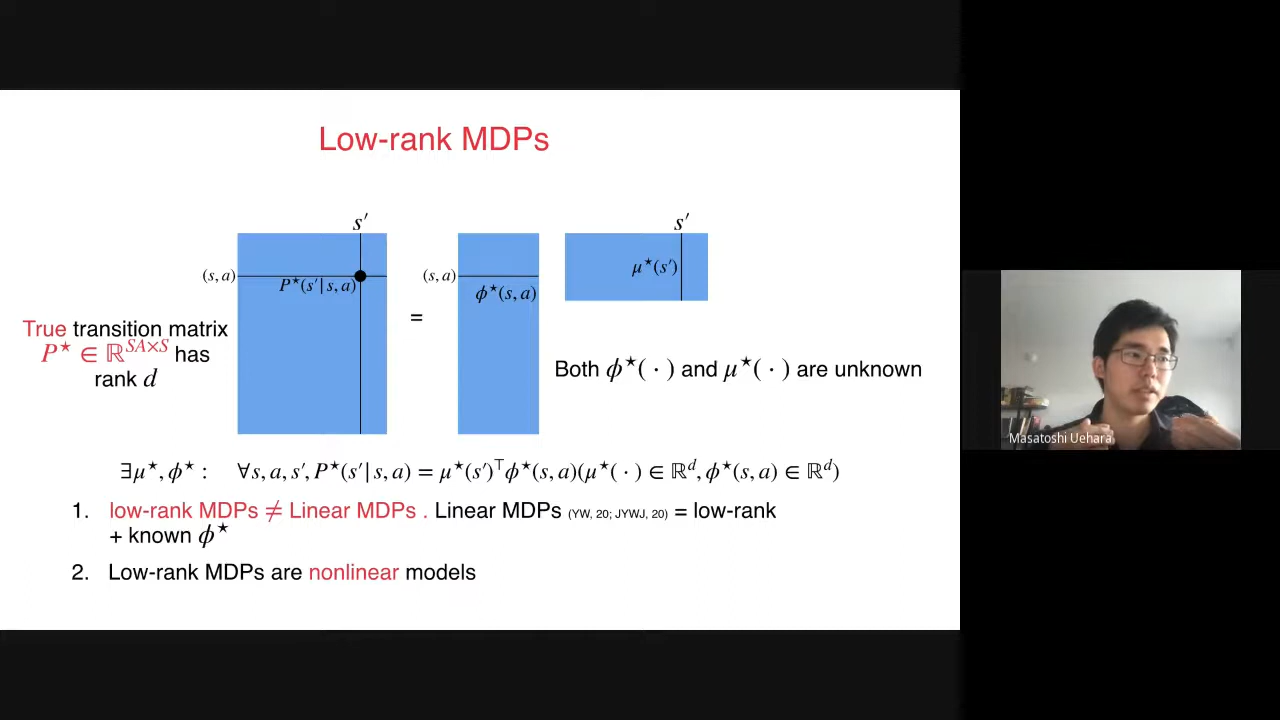 Low-rank MDPs
s′ s′
(s, a) P⋆(s′| s, a) (s, a) ϕ⋆(s, a) μ⋆(s′)
=
True transition matrix
P⋆ ∈ ℝ^{SA×S} has
rank d
Both ϕ⋆( · ) and μ⋆( · ) are unknown
∃μ⋆, ϕ⋆ : ∀s, a, s′, P⋆(s′| s, a) = μ⋆(s′)^⊤ϕ⋆(s, a)(μ⋆( · ) ∈ ℝ^d, ϕ⋆(s, a) ∈ ℝ^d)
1. low-rank MDPs ≠ Linear MDPs . Linear MDPs (YW, 20; JYWJ, 20) = low-rank
+ known ϕ⋆
2. Low-rank MDPs are nonlinear models
Masatoshi Uehara